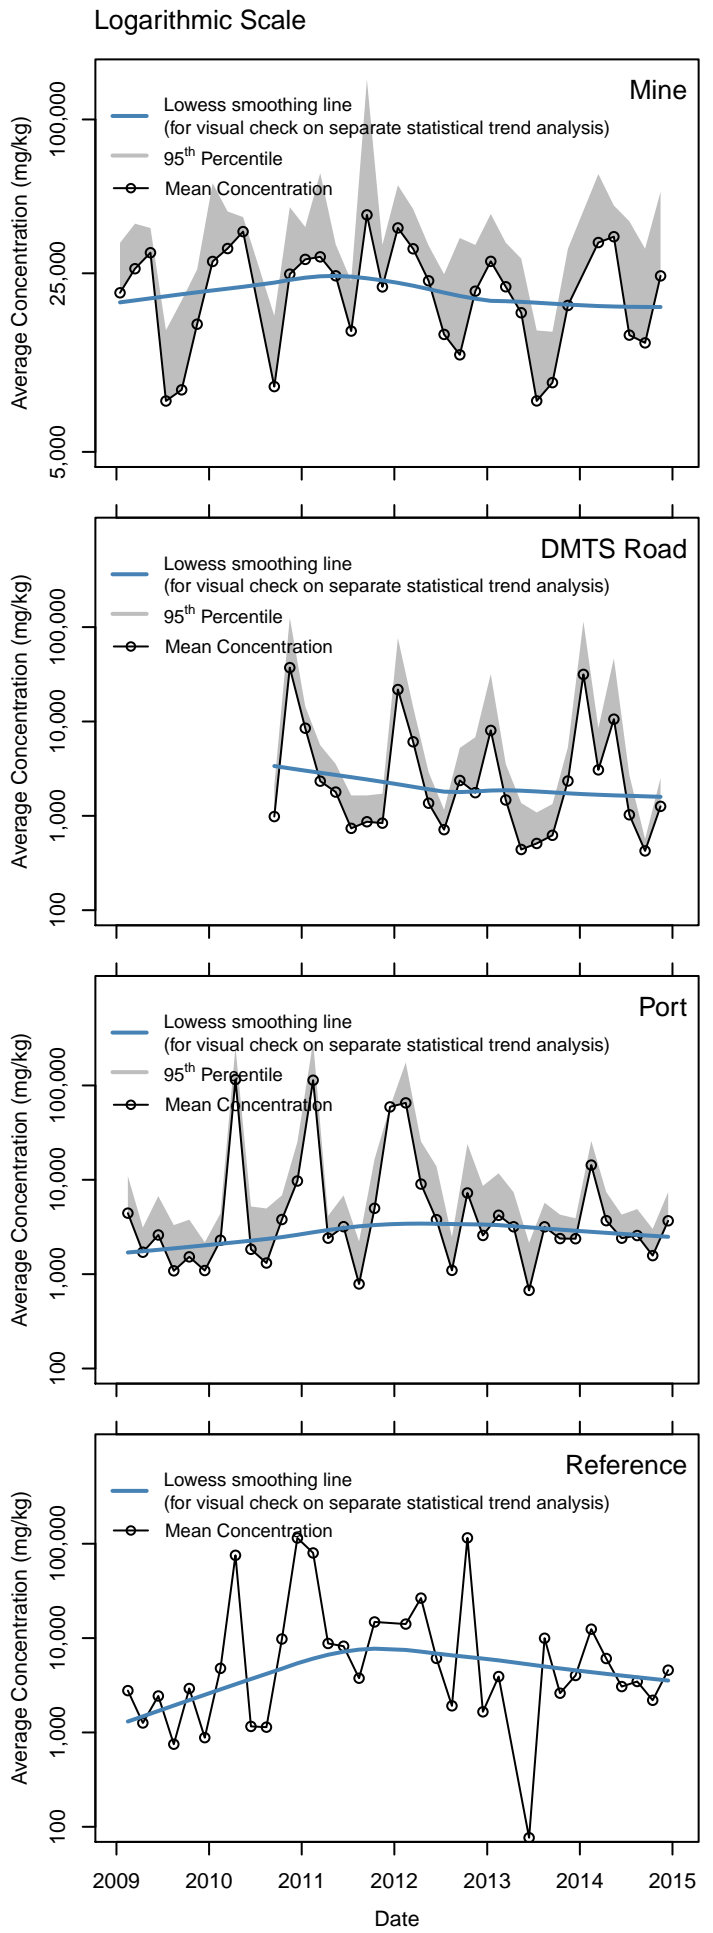 Logarithmic Scale
Mine
Lowess smoothing line
(for visual check on separate statistical trend analysis)
95th Percentile
Mean Concentration
Average Concentration (mg/kg)
100,000
25,000
5,000
DMTS Road
Lowess smoothing line
(for visual check on separate statistical trend analysis)
95th Percentile
Mean Concentration
Average Concentration (mg/kg)
100,000
10,000
1,000
100
Port
Lowess smoothing line
(for visual check on separate statistical trend analysis)
95th Percentile
Mean Concentration
Average Concentration (mg/kg)
100,000
10,000
1,000
100
Reference
Lowess smoothing line
(for visual check on separate statistical trend analysis)
Mean Concentration
Average Concentration (mg/kg)
100,000
10,000
1,000
100
2009 2010 2011 2012 2013 2014 2015
Date